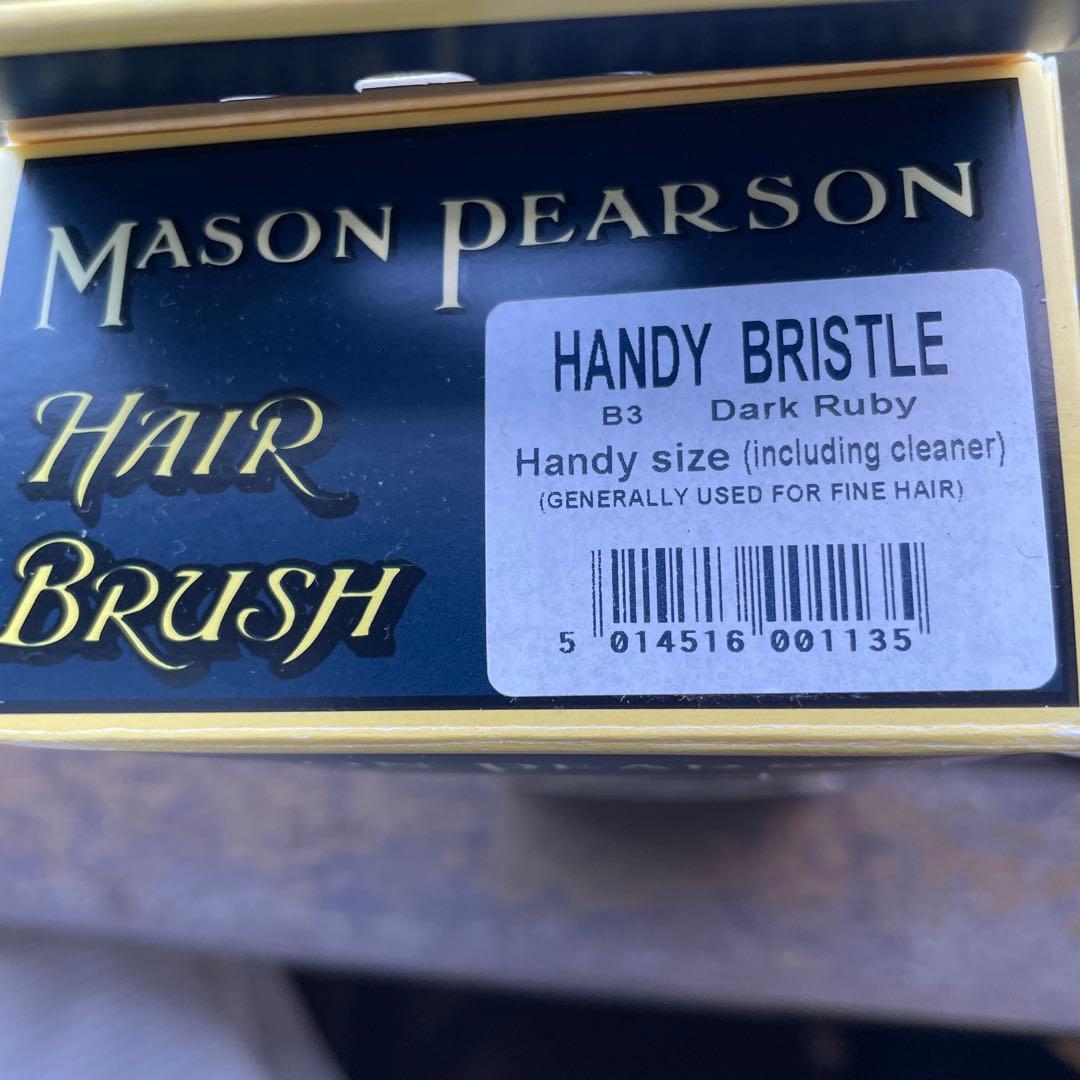 MASON PEARSON
HAIR
BRUSH
HANDY BRISTLE
B3 Dark Ruby
Handy size (including cleaner)
(GENERALLY USED FOR FINE HAIR)
5 014516 001135